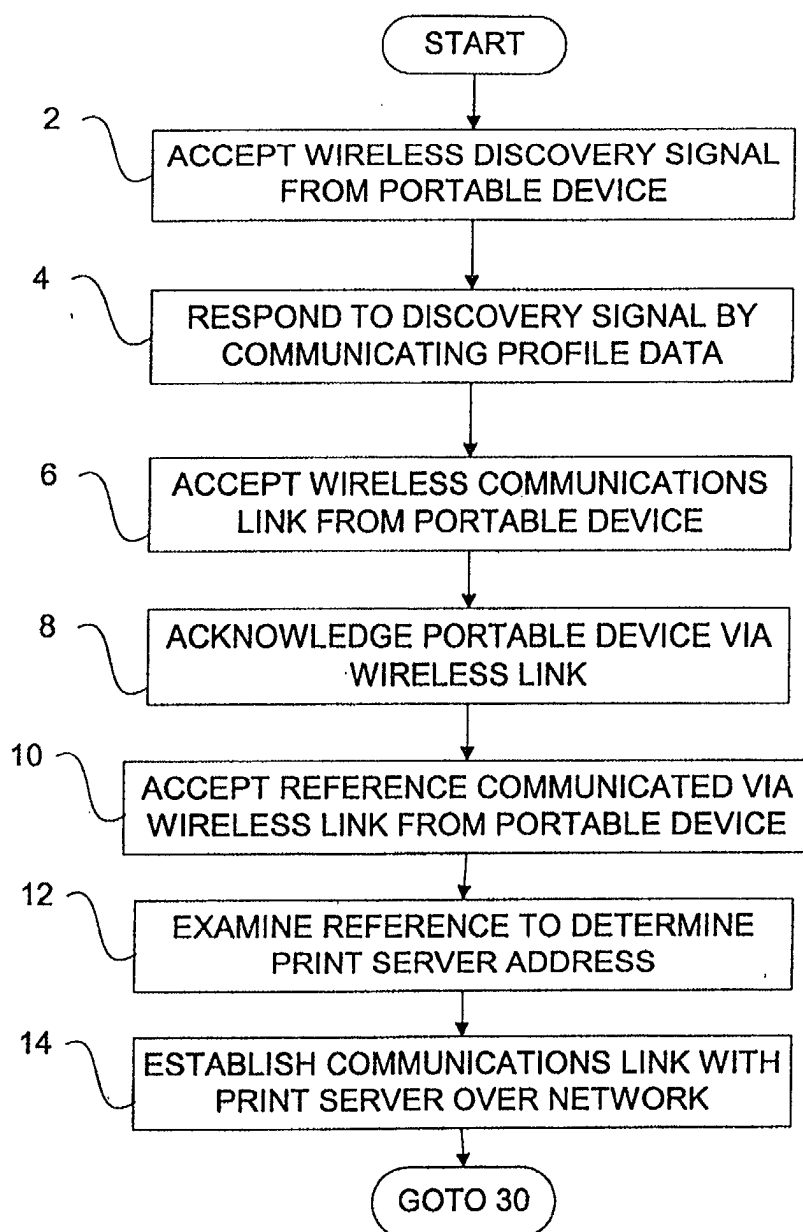 START
2
ACCEPT WIRELESS DISCOVERY SIGNAL
FROM PORTABLE DEVICE
4
RESPOND TO DISCOVERY SIGNAL BY
COMMUNICATING PROFILE DATA
6
ACCEPT WIRELESS COMMUNICATIONS
LINK FROM PORTABLE DEVICE
8
ACKNOWLEDGE PORTABLE DEVICE VIA
WIRELESS LINK
10
ACCEPT REFERENCE COMMUNICATED VIA
WIRELESS LINK FROM PORTABLE DEVICE
12
EXAMINE REFERENCE TO DETERMINE
PRINT SERVER ADDRESS
14
ESTABLISH COMMUNICATIONS LINK WITH
PRINT SERVER OVER NETWORK
GOTO 30